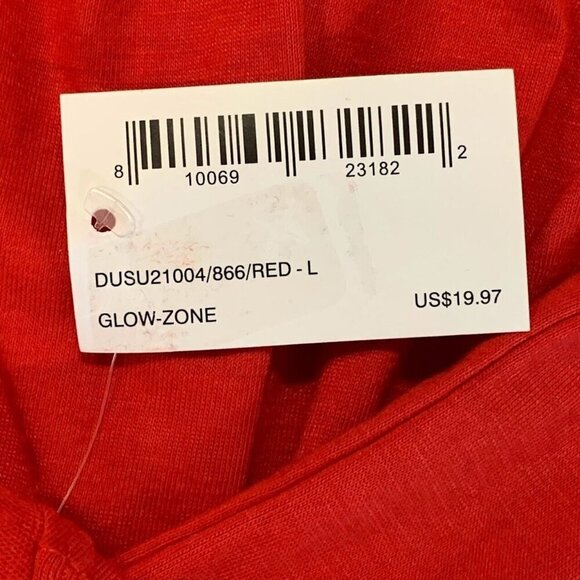 8 10069 23182 2
DUSU21004/866/RED - L
GLOW-ZONE
US$19.97